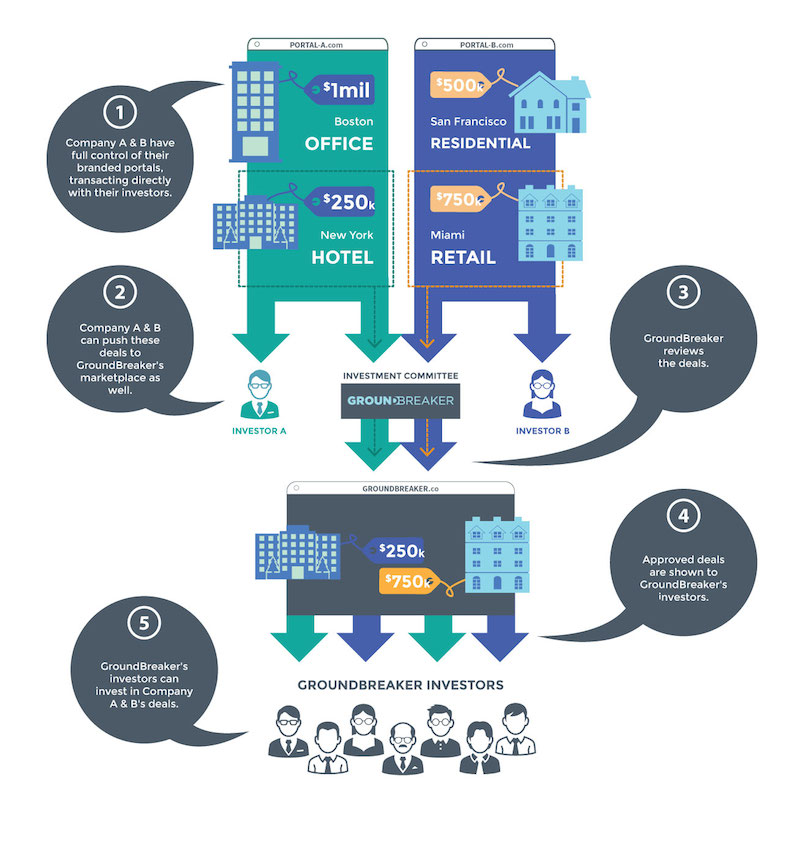 PORTAL-A.com
PORTAL-B.com
1
Company A & B have
full control of their
branded portals,
transacting directly
with their investors.
$1mil
Boston
OFFICE
$500k
San Francisco
RESIDENTIAL
$250k
New York
HOTEL
$750k
Miami
RETAIL
2
Company A & B
can push these
deals to
GroundBreaker's
marketplace as
well.
3
GroundBreaker
reviews
the deals.
INVESTMENT COMMITTEE
GROUNDBREAKER
INVESTOR A
INVESTOR B
GROUNDBREAKER.co
$250k
$750k
4
Approved deals
are shown to
GroundBreaker's
investors.
5
GroundBreaker's
investors can
invest in Company
A & B's deals.
GROUNDBREAKER INVESTORS